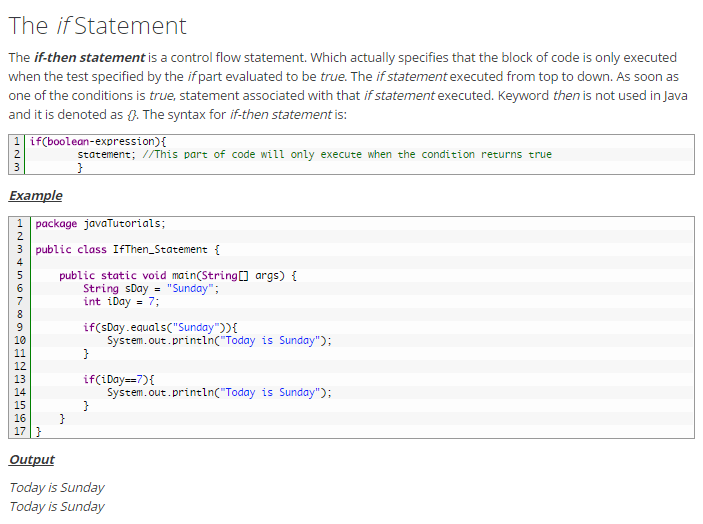 The if Statement
The if-then statement is a control flow statement. Which actually specifies that the block of code is only executed
when the test specified by the if part evaluated to be true. The if statement executed from top to down. As soon as
one of the conditions is true, statement associated with that if statement executed. Keyword then is not used in Java
and it is denoted as {}. The syntax for if-then statement is:
1 if(boolean-expression){
2         statement; //This part of code will only execute when the condition returns true
3         }
Example
1 package javaTutorials;
2
3 public class IfThen_Statement {
4
5     public static void main(String[] args) {
6         String sDay = "Sunday";
7         int iDay = 7;
8
9         if(sDay.equals("Sunday")){
10             System.out.println("Today is Sunday");
11         }
12
13         if(iDay==7){
14             System.out.println("Today is Sunday");
15         }
16     }
17 }
Output
Today is Sunday
Today is Sunday